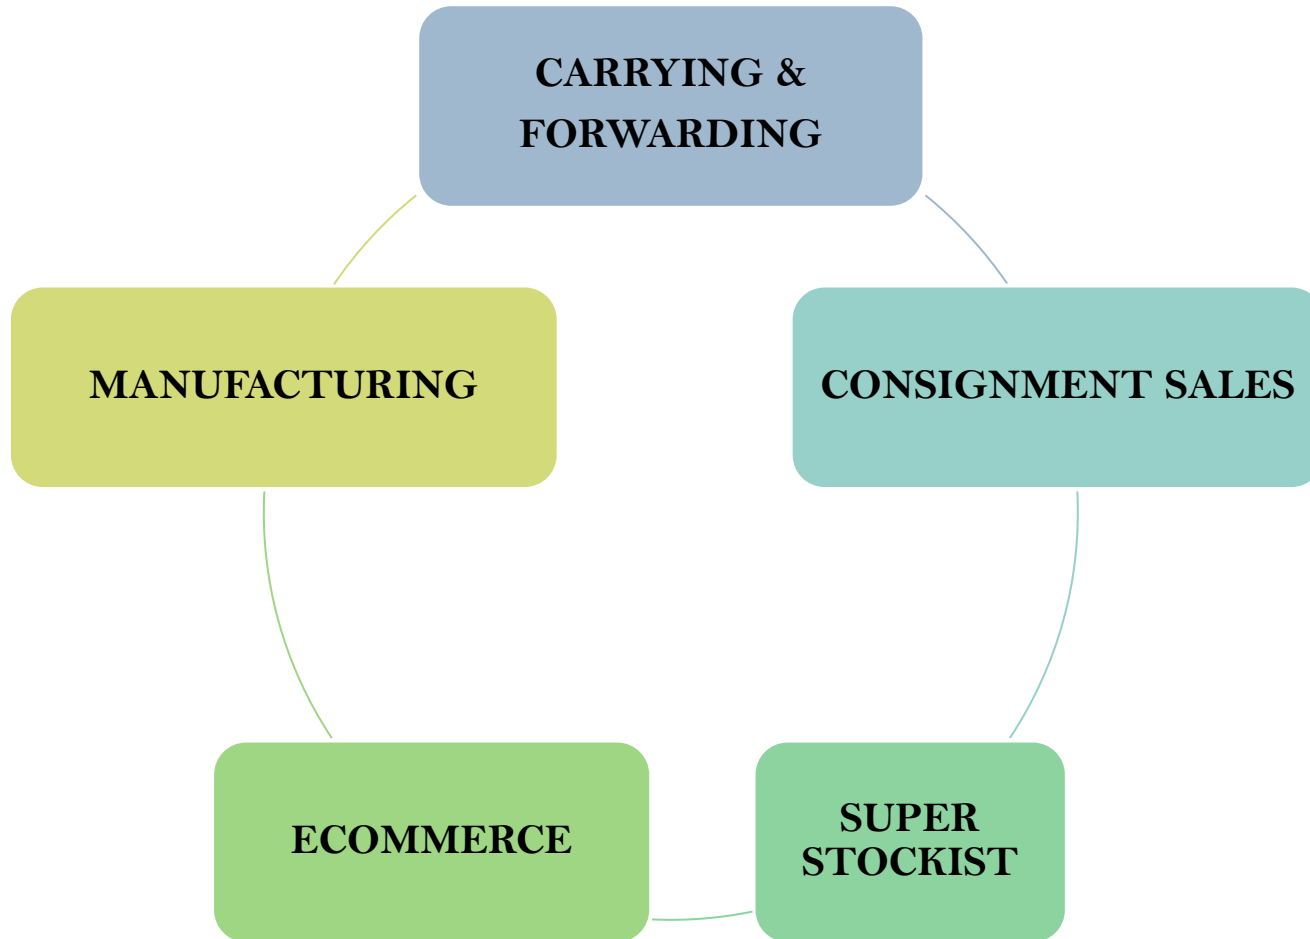 CARRYING &
FORWARDING
MANUFACTURING
CONSIGNMENT SALES
ECOMMERCE
SUPER
STOCKIST